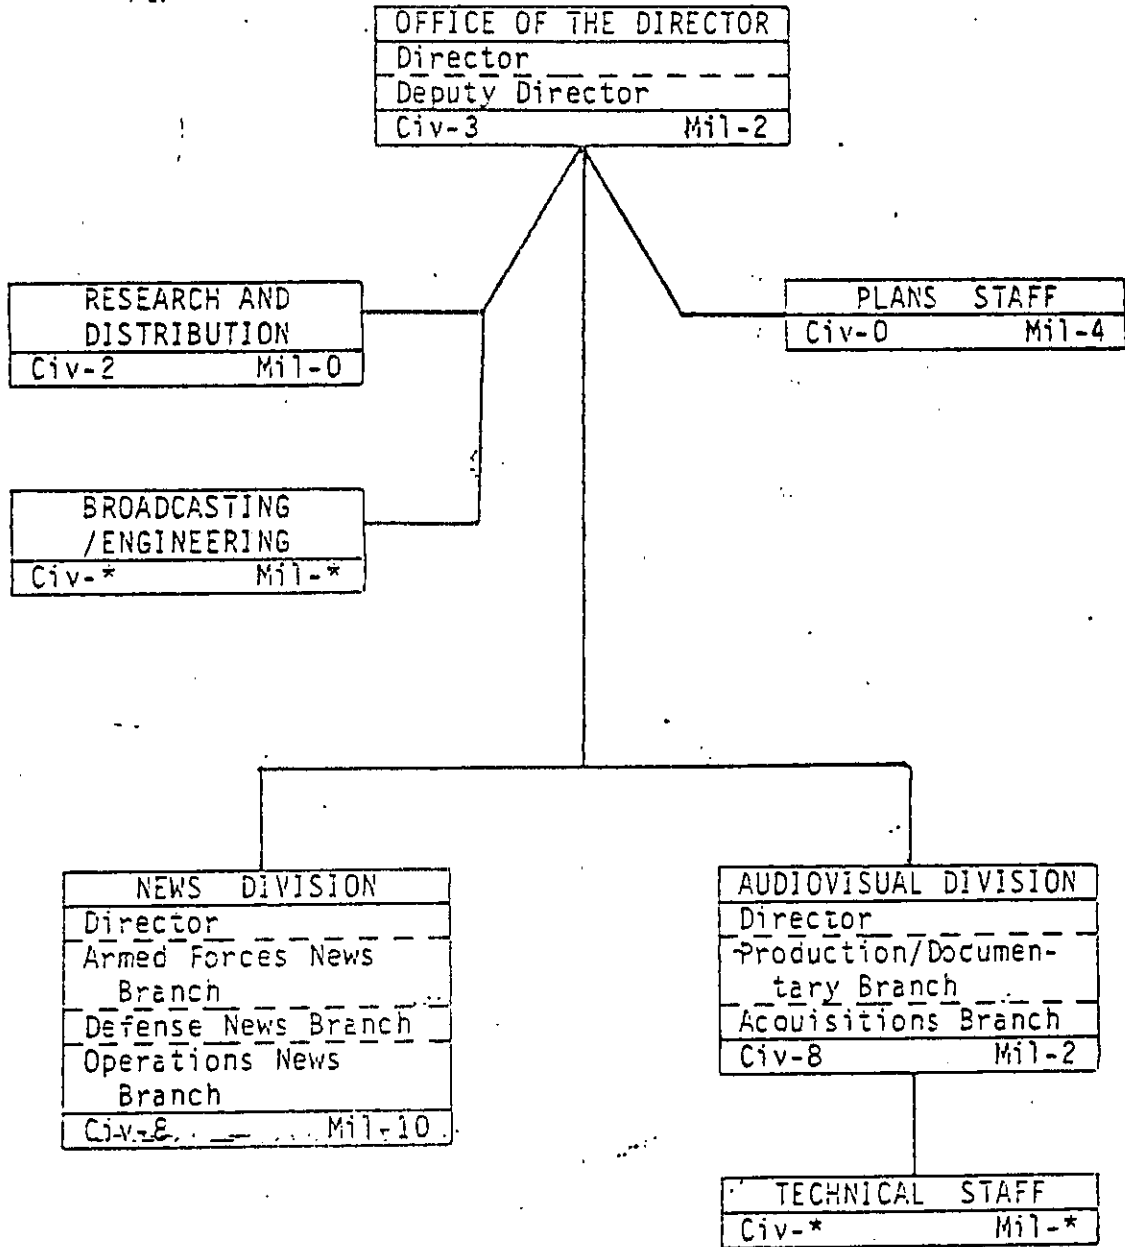 OFFICE OF THE DIRECTOR
Director
Deputy Director
Civ-3 Mil-2
RESEARCH AND
DISTRIBUTION
Civ-2 Mil-0
PLANS STAFF
Civ-0 Mil-4
BROADCASTING
/ENGINEERING
Civ-* Mil-*
NEWS DIVISION
Director
Armed Forces News
Branch
Defense News Branch
Operations News
Branch
Civ-8 Mil-10
AUDIOVISUAL DIVISION
Director
Production/Documen-
tary Branch
Acquisitions Branch
Civ-8 Mil-2
TECHNICAL STAFF
Civ-* Mil-*